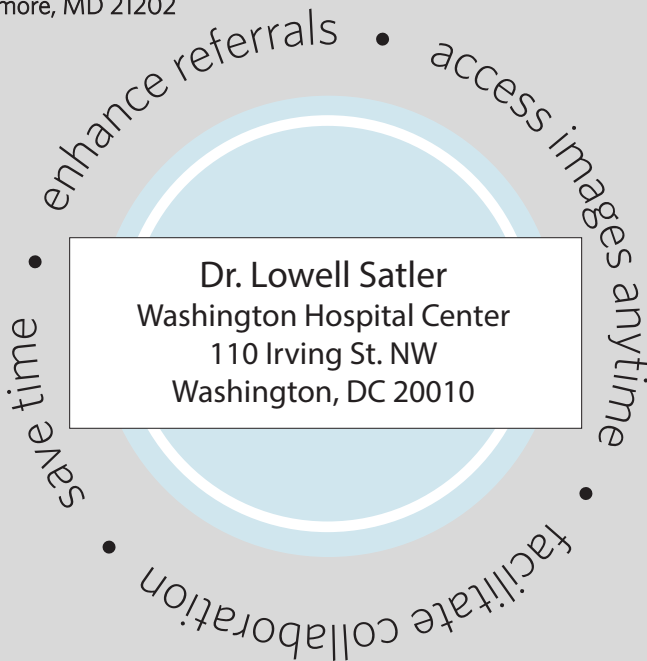 more, MD 21202
enhance referrals •
access images anytime •
facilitate collaboration •
save time •
Dr. Lowell Satler
Washington Hospital Center
110 Irving St. NW
Washington, DC 20010